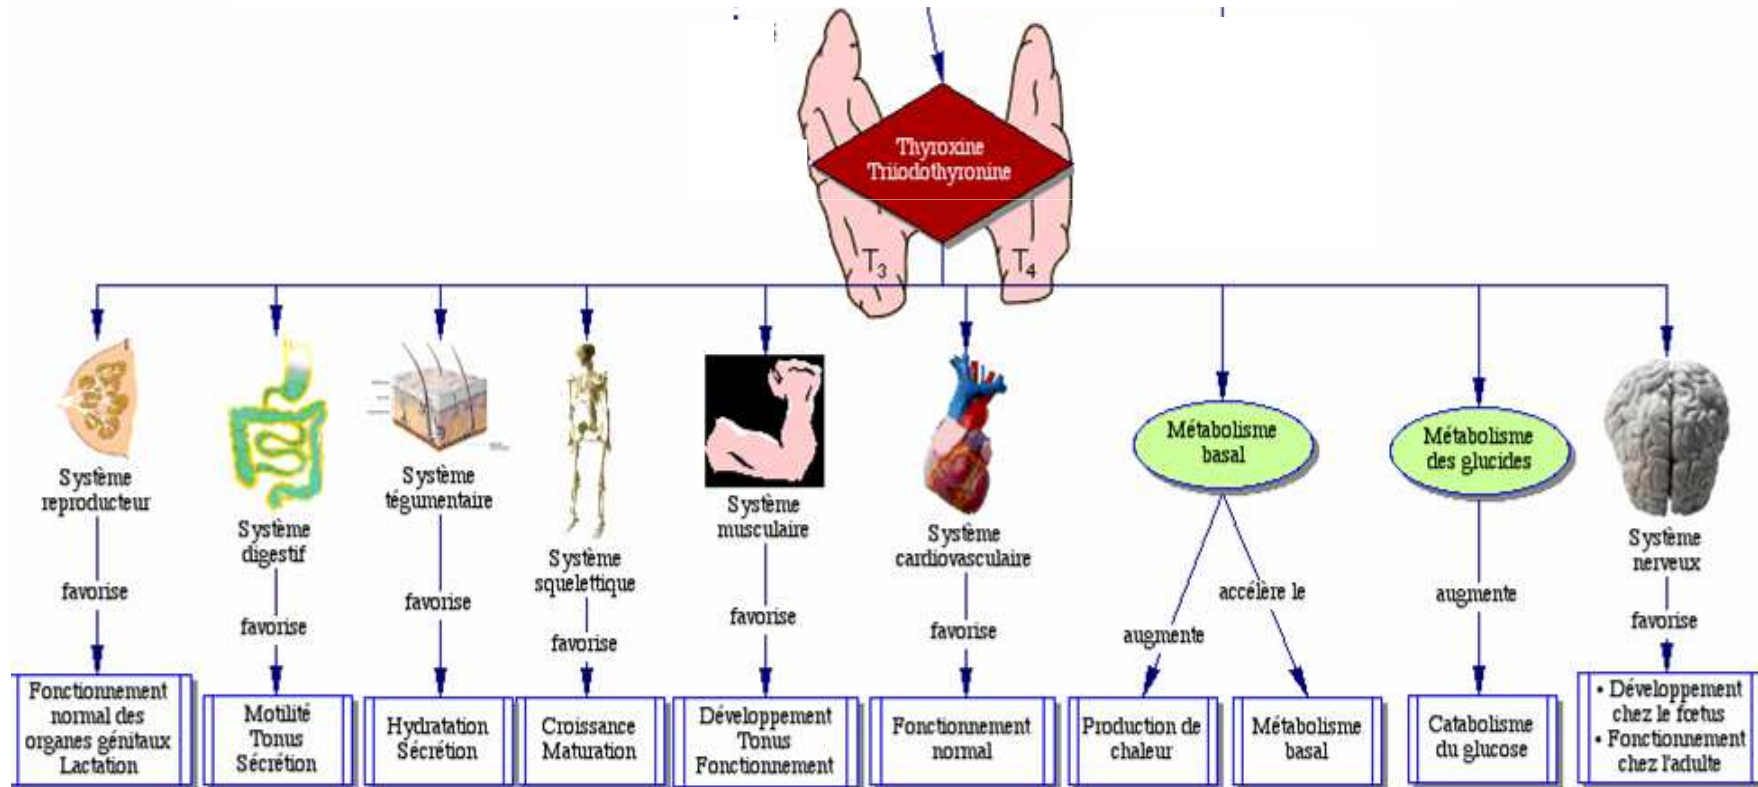 Thyroxine
Triiodothyronine
T3
T4
Système
reproducteur
favorise
Fonctionnement
normal des
organes génitaux
Lactation
Système
digestif
favorise
Motilité
Tonus
Sécrétion
Système
tégumentaire
favorise
Hydratation
Sécrétion
Système
squelettique
favorise
Croissance
Maturation
Système
musculaire
favorise
Développement
Tonus
Fonctionnement
Système
cardiovasculaire
favorise
Fonctionnement
normal
Métabolisme
basal
augmente
Production de
chaleur
accélère le
Métabolisme
basal
Métabolisme
des glucides
augmente
Catabolisme
du glucose
Système
nerveux
favorise
• Développement
chez le fœtus
• Fonctionnement
chez l'adulte